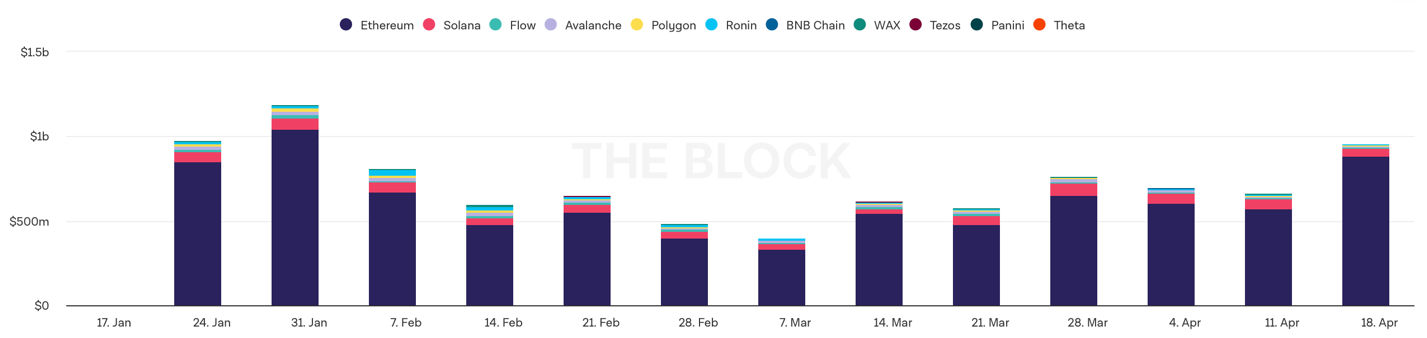 Ethereum Solana Flow Avalanche Polygon Ronin BNB Chain WAX Tezos Panini Theta
$1.5b
$1b
THE BLOCK
$500m
$0
17. Jan 24. Jan 31. Jan 7. Feb 14. Feb 21. Feb 28. Feb 7. Mar 14. Mar 21. Mar 28. Mar 4. Apr 11. Apr 18. Apr